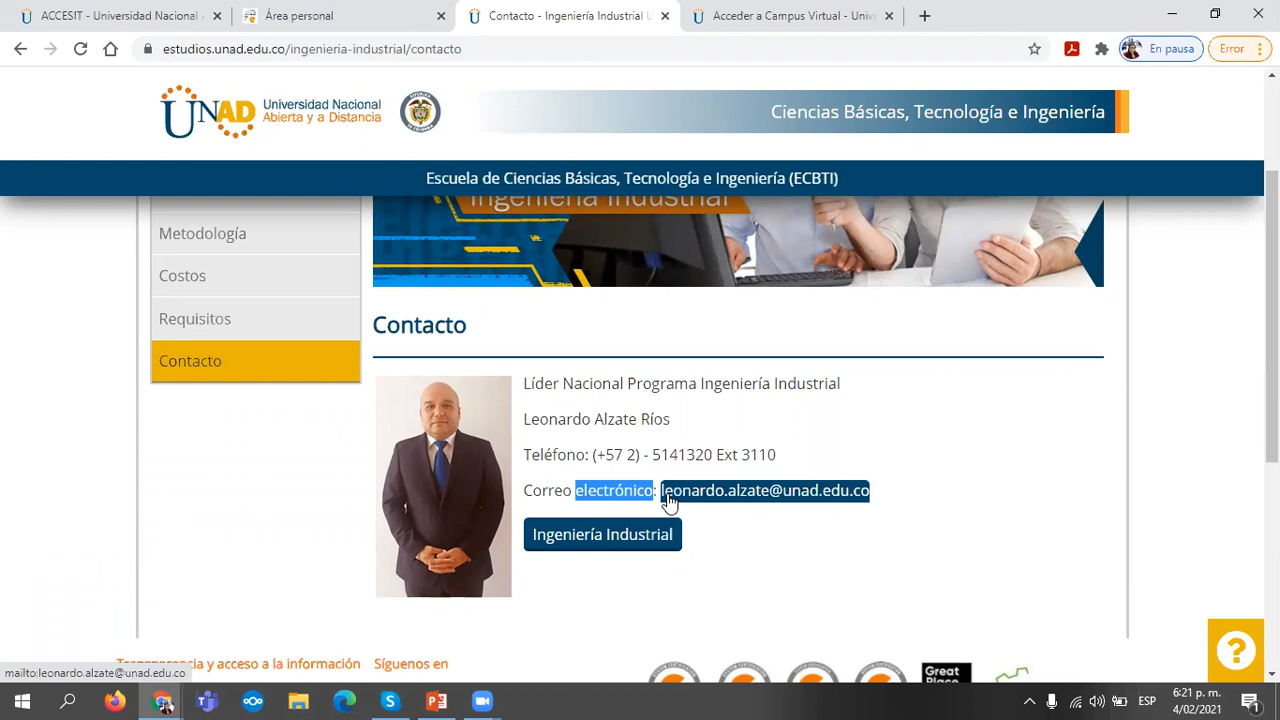 ACCESIT - Universidad Nacional
Área personal
Contacto - Ingeniería Industrial U
Acceder a Campus Virtual - Unive
estudios.unad.edu.co/ingenieria-industrial/contacto
En pausa
Error
UNAD Universidad Nacional
Abierta y a Distancia
Ciencias Básicas, Tecnología e Ingeniería
Escuela de Ciencias Básicas, Tecnología e Ingeniería (ECBTI)
Ingeniería Industrial
Metodología
Costos
Requisitos
Contacto
Contacto
Líder Nacional Programa Ingeniería Industrial
Leonardo Alzate Ríos
Teléfono: (+57 2) - 5141320 Ext 3110
Correo electrónico: leonardo.alzate@unad.edu.co
Ingeniería Industrial
Transparencia y acceso a la información
Síguenos en
Great
Place
mailto:leonardo.alzate@unad.edu.co
ESP
6:21 p. m.
4/02/2021